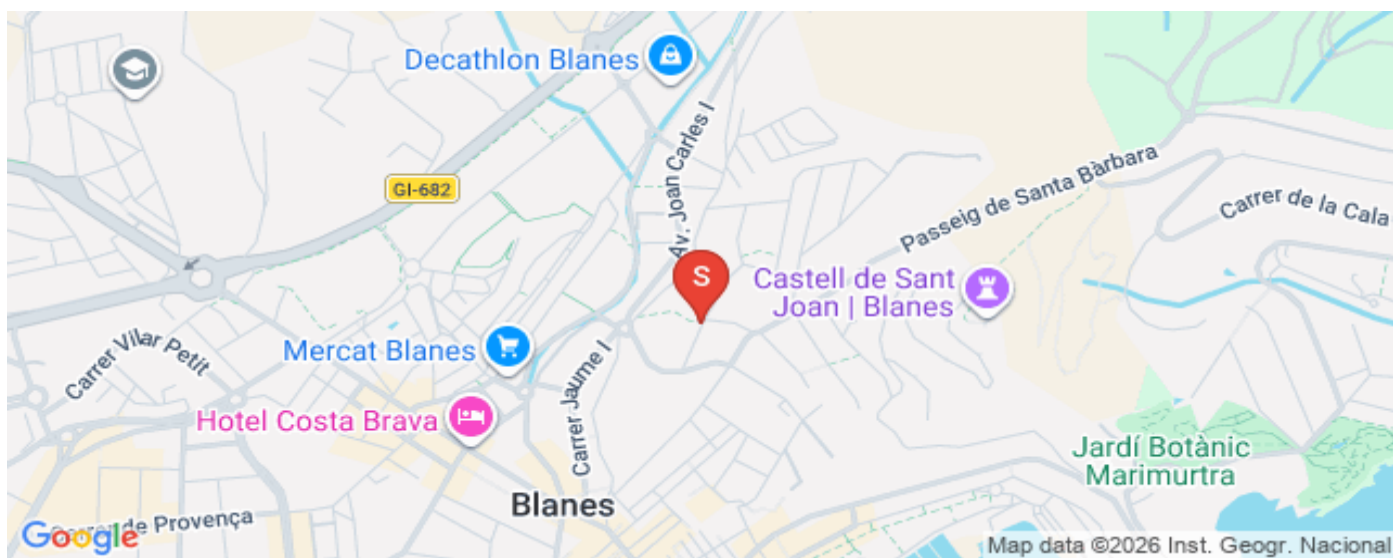 Decathlon Blanes
GI-682
Av. Joan Carles I
Passeig de Santa Bàrbara
Carrer de la Cala
S
Castell de Sant
Joan | Blanes
Carrer Vilar Petit
Mercat Blanes
Carrer Jaume I
Hotel Costa Brava
Jardí Botànic
Marimurtra
Blanes
Carrer de Provença
Google
Map data ©2026 Inst. Geogr. Nacional